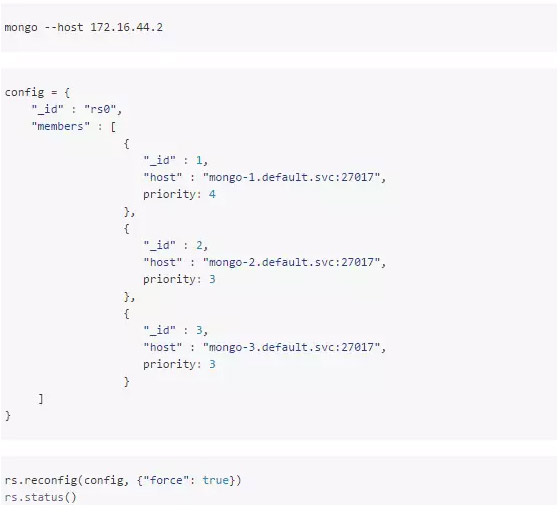 mongo --host 172.16.44.2
config = {
"_id" : "rs0",
"members" : [
{
"_id" : 1,
"host" : "mongo-1.default.svc:27017",
priority: 4
},
{
"_id" : 2,
"host" : "mongo-2.default.svc:27017",
priority: 3
},
{
"_id" : 3,
"host" : "mongo-3.default.svc:27017",
priority: 3
}
]
}
rs.reconfig(config, {"force": true})
rs.status()